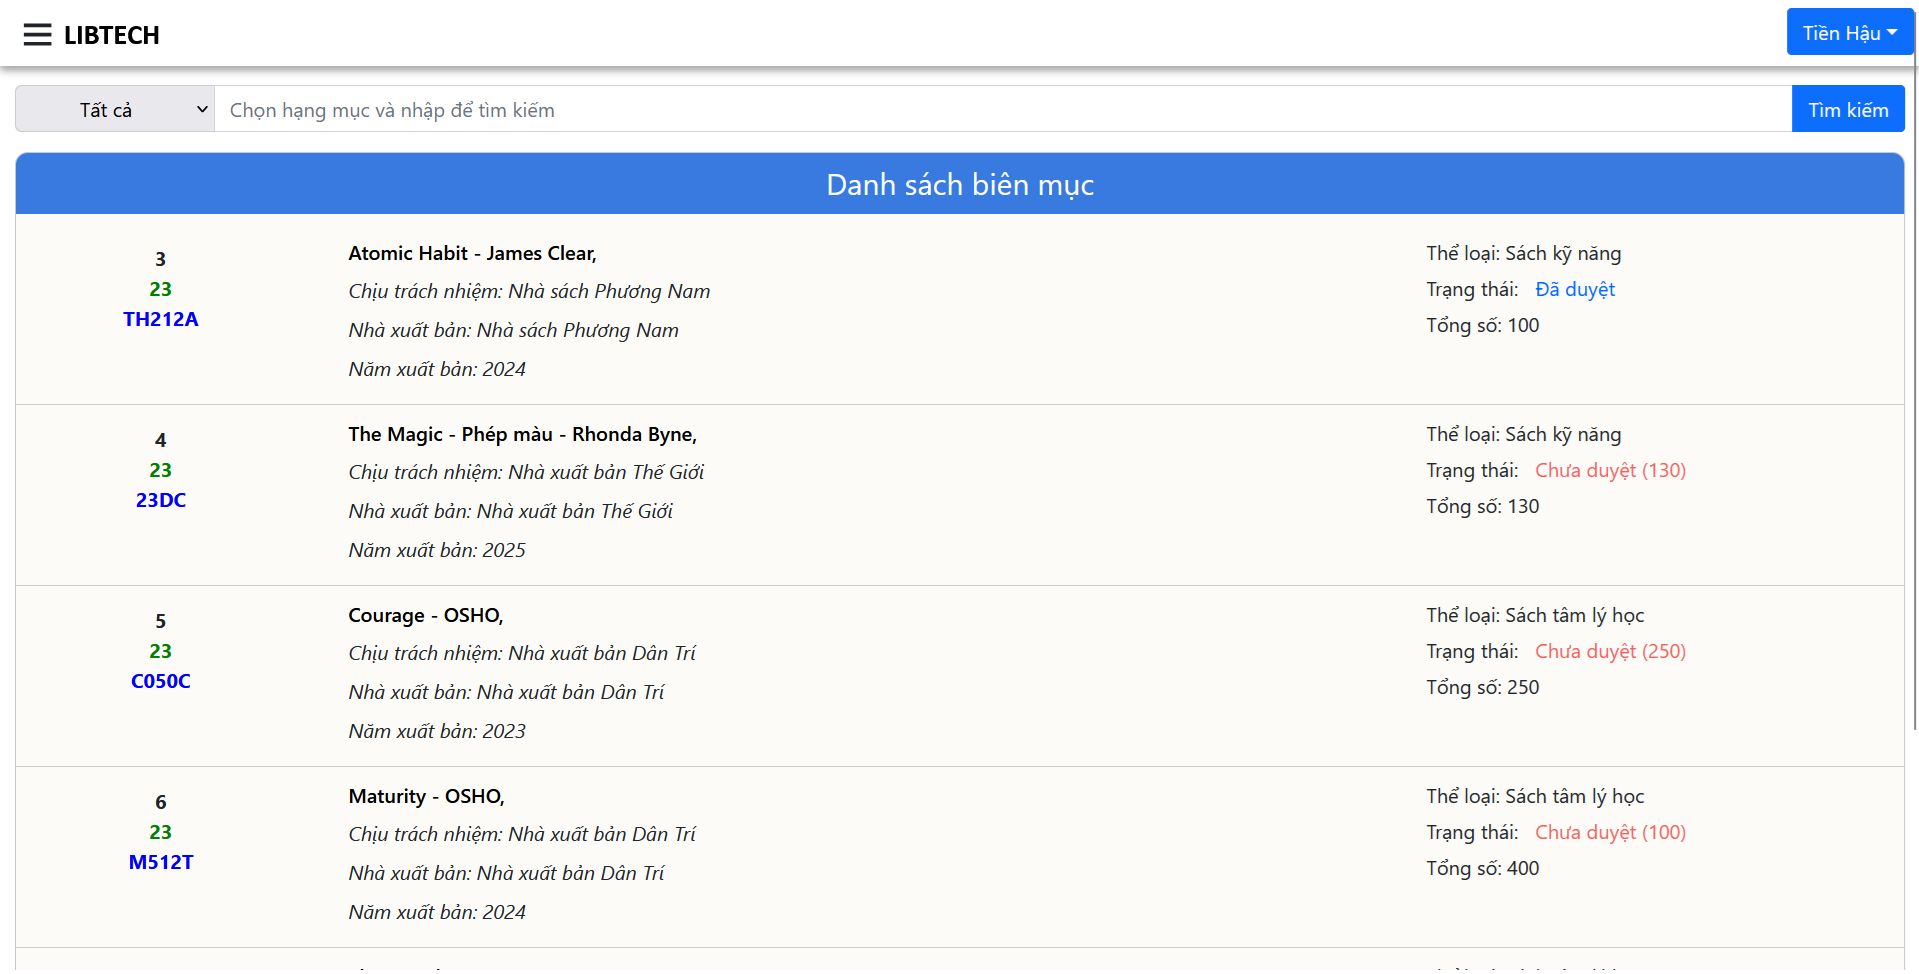 LIBTECH
Tiền Hậu
Tất cả
Chọn hạng mục và nhập để tìm kiếm
Tìm kiếm
Danh sách biên mục
3
23
TH212A
Atomic Habit - James Clear,
Chịu trách nhiệm: Nhà sách Phương Nam
Nhà xuất bản: Nhà sách Phương Nam
Năm xuất bản: 2024
Thể loại: Sách kỹ năng
Trạng thái: Đã duyệt
Tổng số: 100
4
23
23DC
The Magic - Phép màu - Rhonda Byne,
Chịu trách nhiệm: Nhà xuất bản Thế Giới
Nhà xuất bản: Nhà xuất bản Thế Giới
Năm xuất bản: 2025
Thể loại: Sách kỹ năng
Trạng thái: Chưa duyệt (130)
Tổng số: 130
5
23
C050C
Courage - OSHO,
Chịu trách nhiệm: Nhà xuất bản Dân Trí
Nhà xuất bản: Nhà xuất bản Dân Trí
Năm xuất bản: 2023
Thể loại: Sách tâm lý học
Trạng thái: Chưa duyệt (250)
Tổng số: 250
6
23
M512T
Maturity - OSHO,
Chịu trách nhiệm: Nhà xuất bản Dân Trí
Nhà xuất bản: Nhà xuất bản Dân Trí
Năm xuất bản: 2024
Thể loại: Sách tâm lý học
Trạng thái: Chưa duyệt (100)
Tổng số: 400